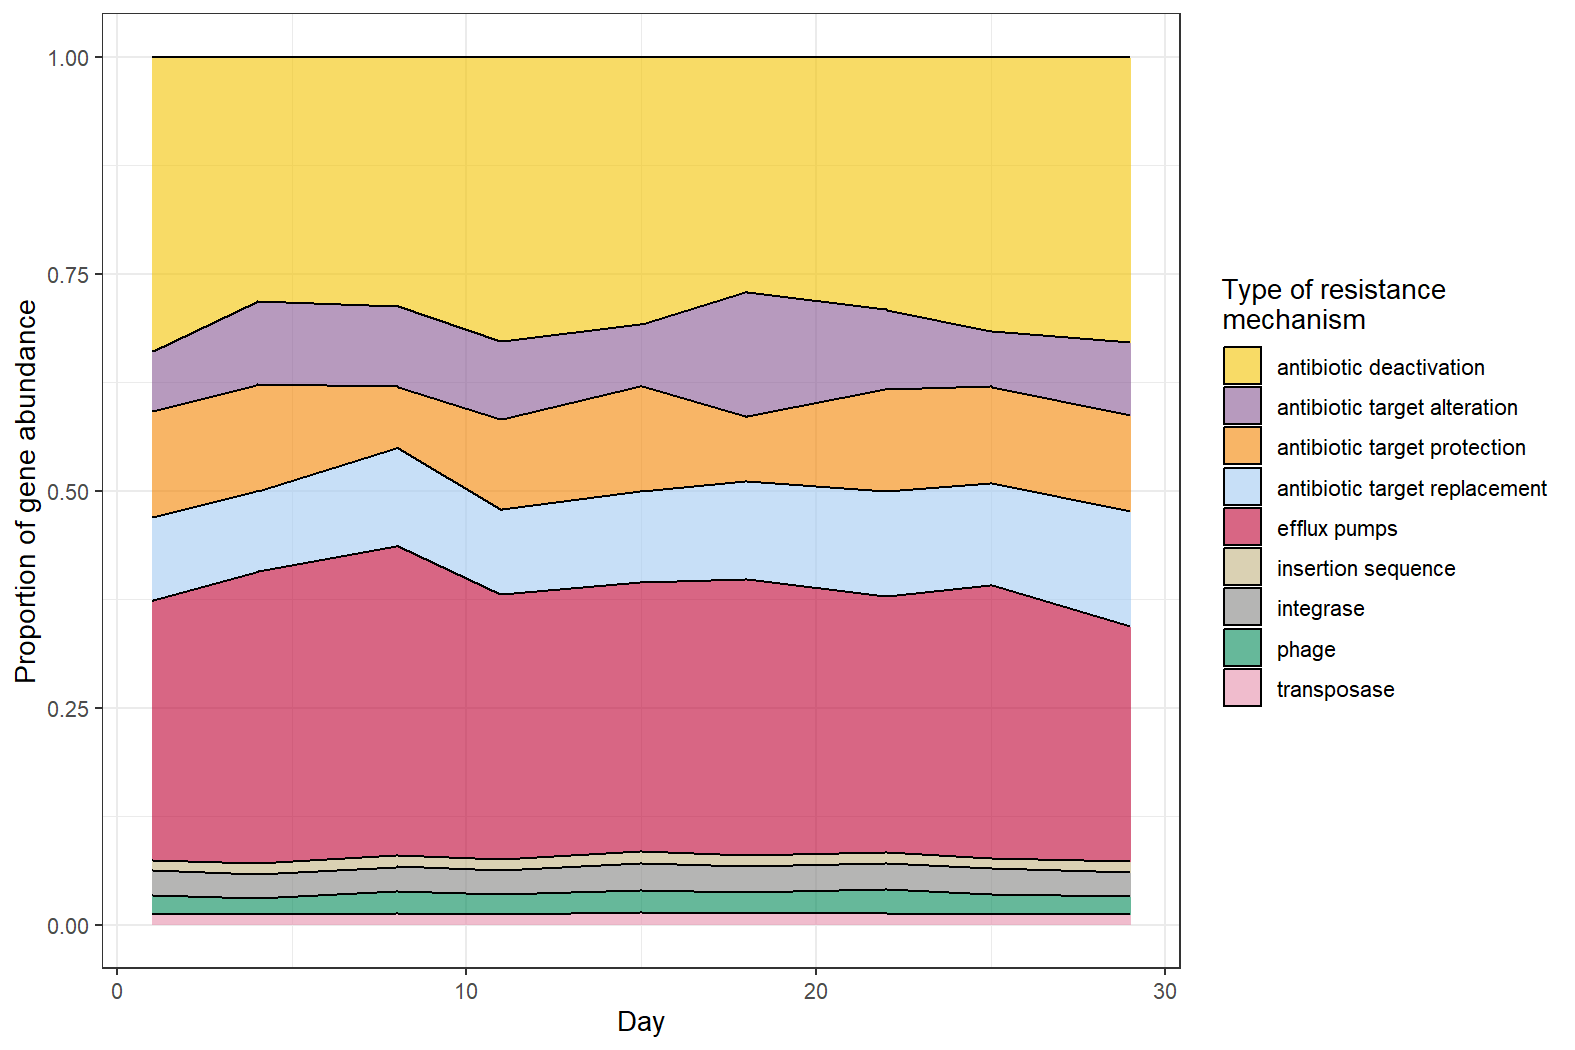 1.00
0.75
0.50
0.25
0.00
Proportion of gene abundance
0
10
20
30
Day
Type of resistance
mechanism
antibiotic deactivation
antibiotic target alteration
antibiotic target protection
antibiotic target replacement
efflux pumps
insertion sequence
integrase
phage
transposase